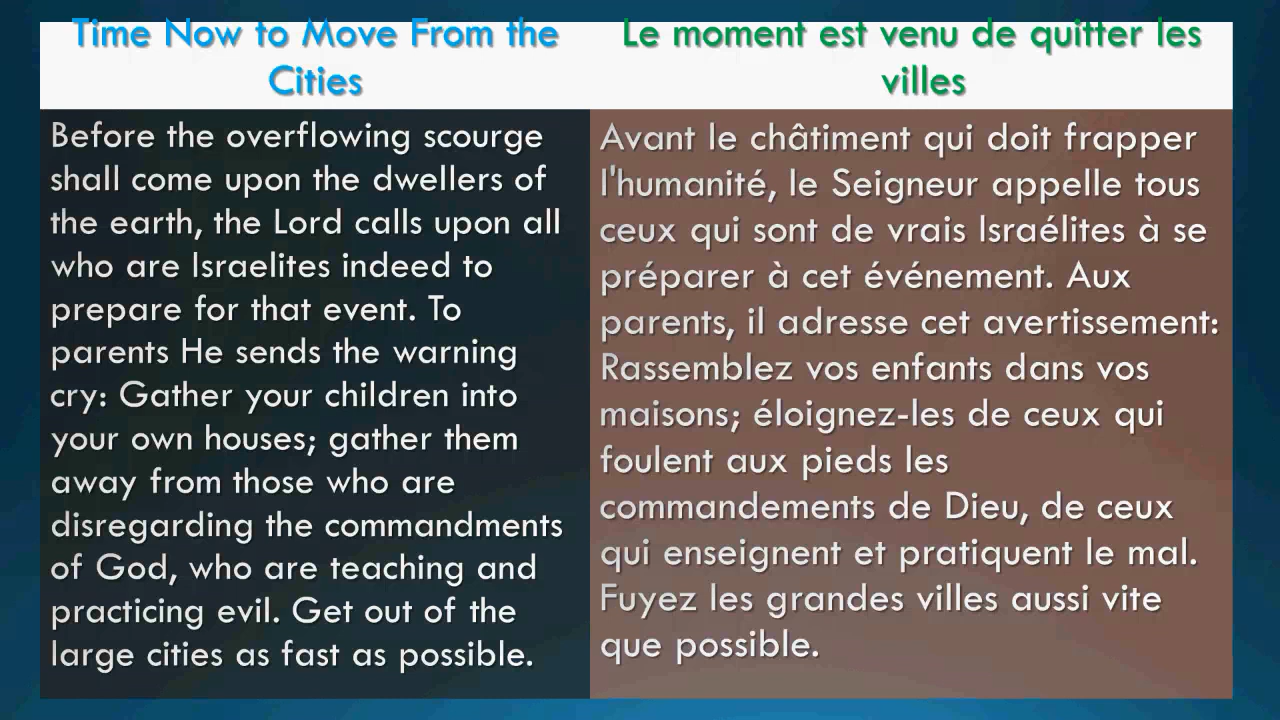 Time Now to Move From the
Cities
Before the overflowing scourge
shall come upon the dwellers of
the earth, the Lord calls upon all
who are Israelites indeed to
prepare for that event. To
parents He sends the warning
cry: Gather your children into
your own houses; gather them
away from those who are
disregarding the commandments
of God, who are teaching and
practicing evil. Get out of the
large cities as fast as possible.
Le moment est venu de quitter les
villes
Avant le châtiment qui doit frapper
l'humanité, le Seigneur appelle tous
ceux qui sont de vrais Israélites à se
préparer à cet événement. Aux
parents, il adresse cet avertissement:
Rassemblez vos enfants dans vos
maisons; éloignez-les de ceux qui
foulent aux pieds les
commandements de Dieu, de ceux
qui enseignent et pratiquent le mal.
Fuyez les grandes villes aussi vite
que possible.